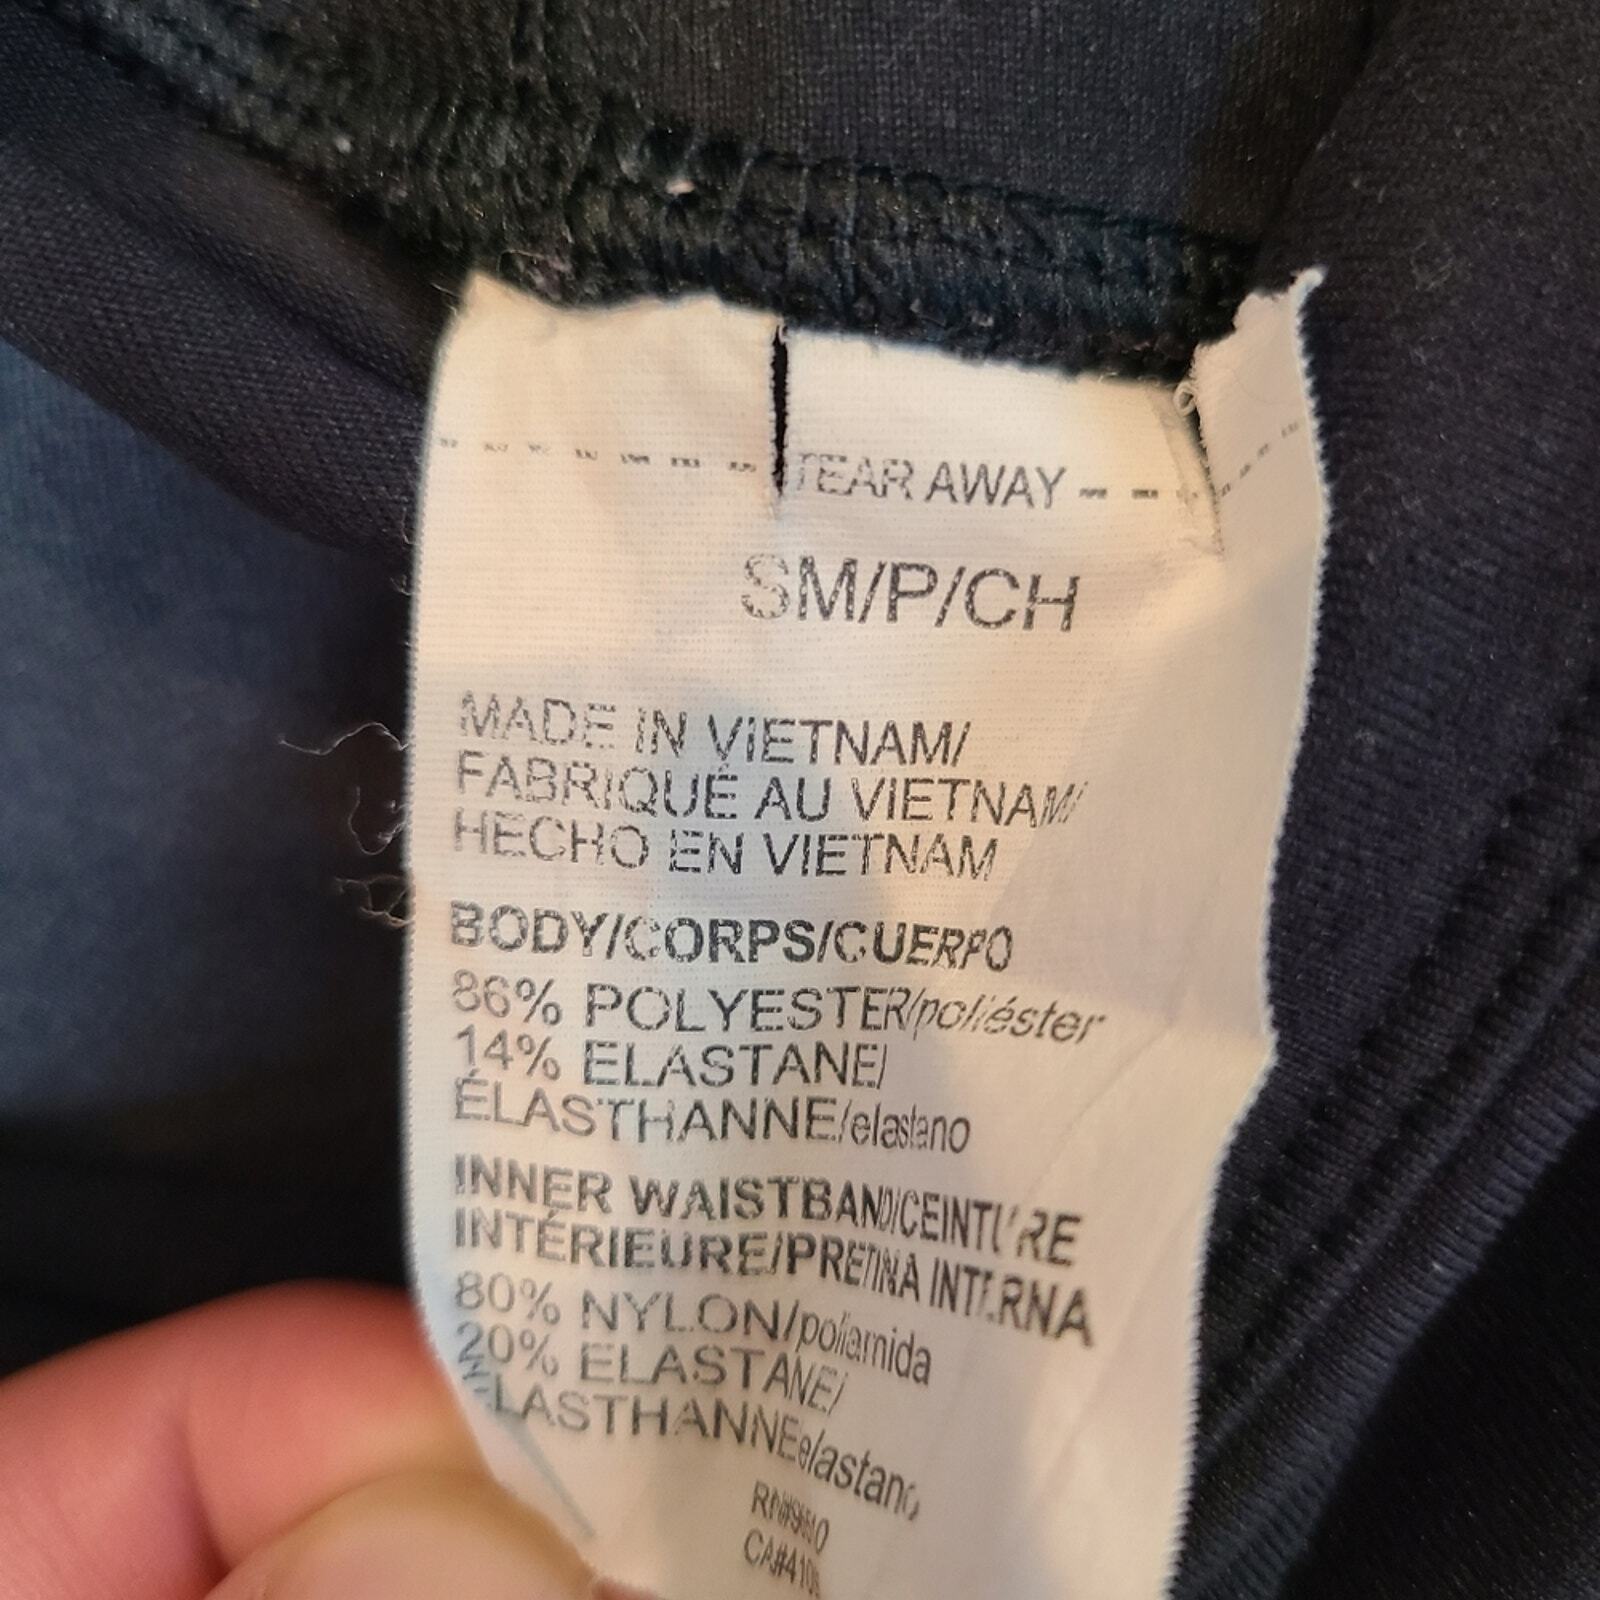 TEAR AWAY
SM/P/CH
MADE IN VIETNAM/
FABRIQUÉ AU VIETNAM/
HECHO EN VIETNAM
BODY/CORPS/CUERPO
86% POLYESTER/poliéster
14% ELASTANE/
ÉLASTHANNE/elastano
INNER WAISTBAND/CEINTURE
INTÉRIEURE/PRETINA INTERNA
80% NYLON/poliamida
20% ELASTANE/
ÉLASTHANNE/elastano